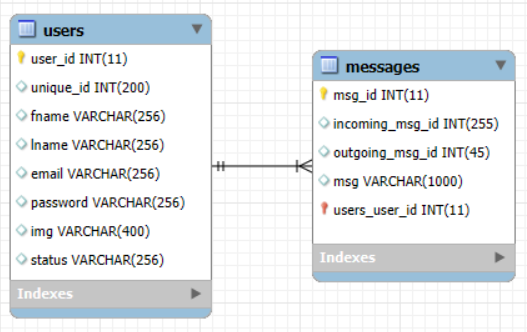 users
user_id INT(11)
unique_id INT(200)
fname VARCHAR(256)
lname VARCHAR(256)
email VARCHAR(256)
password VARCHAR(256)
img VARCHAR(400)
status VARCHAR(256)
Indexes
messages
msg_id INT(11)
incoming_msg_id INT(255)
outgoing_msg_id INT(45)
msg VARCHAR(1000)
users_user_id INT(11)
Indexes